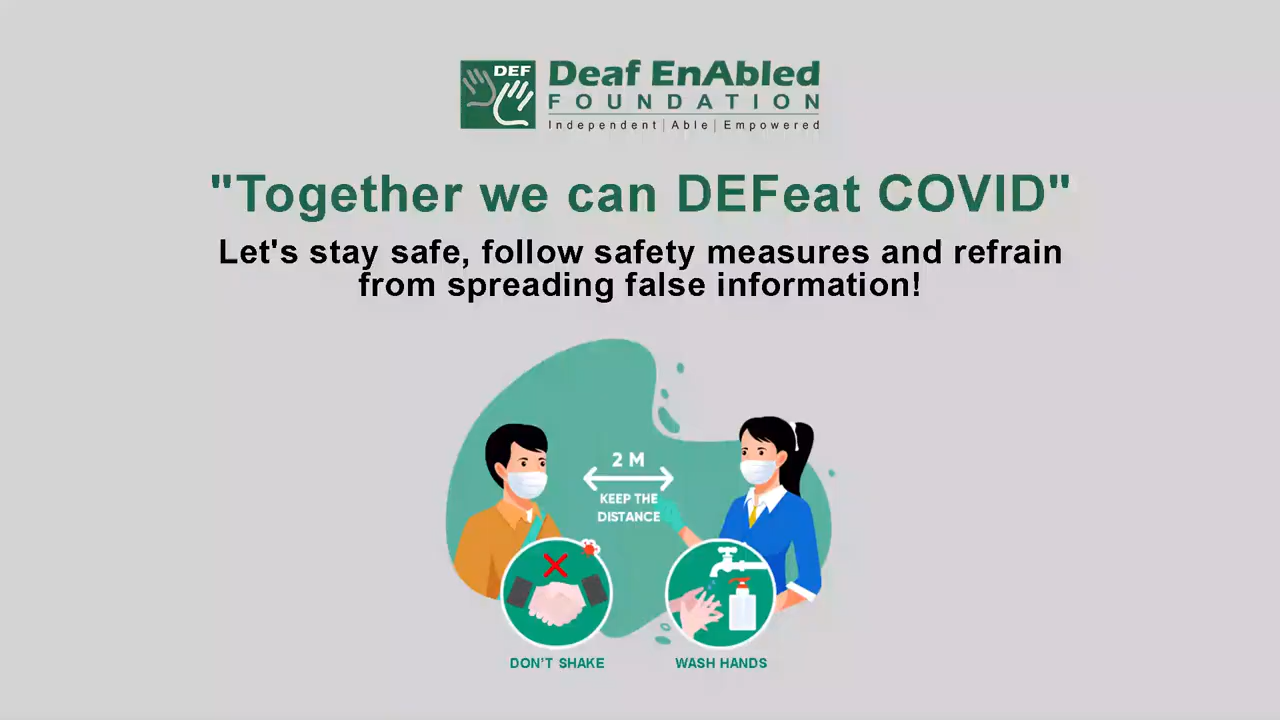 DEF
Deaf EnAbled
FOUNDATION
Independent | Able | Empowered
"Together we can DEFeat COVID"
Let's stay safe, follow safety measures and refrain
from spreading false information!
2 M
KEEP THE
DISTANCE
DON'T SHAKE
WASH HANDS